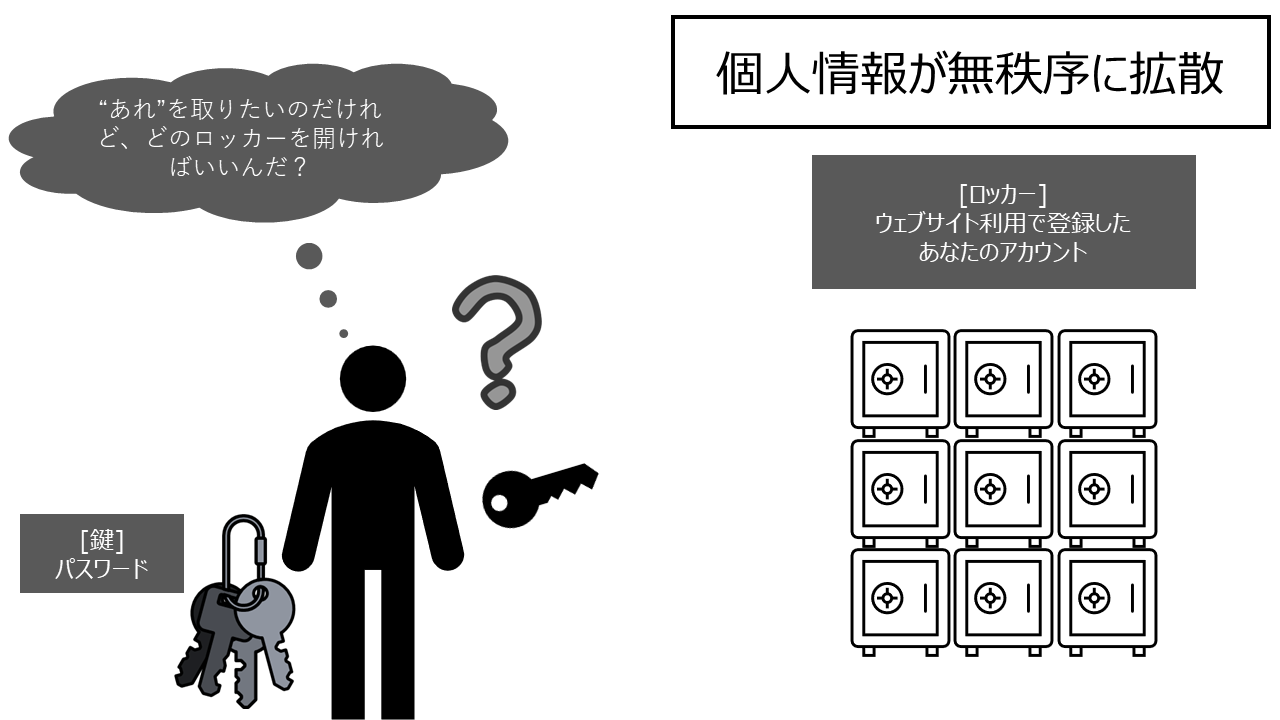 個人情報が無秩序に拡散
“あれ”を取りたいのだけれ
ど、どのロッカーを開けれ
ばいいんだ？
[ロッカー]
ウェブサイト利用で登録した
あなたのアカウント
[鍵]
パスワード